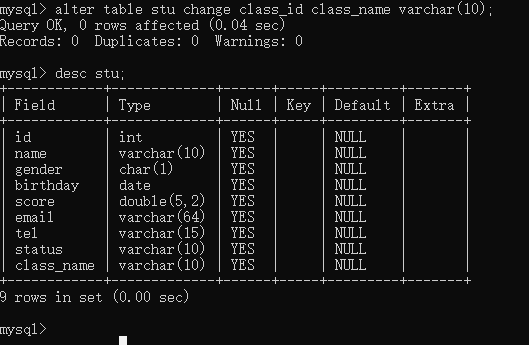 mysql> alter table stu change class_id class_name varchar(10);
Query OK, 0 rows affected (0.04 sec)
Records: 0  Duplicates: 0  Warnings: 0
mysql> desc stu;
+------------+-------------+------+-----+---------+-------+
| Field      | Type        | Null | Key | Default | Extra |
+------------+-------------+------+-----+---------+-------+
| id         | int         | YES  |     | NULL    |       |
| name       | varchar(10) | YES  |     | NULL    |       |
| gender     | char(1)     | YES  |     | NULL    |       |
| birthday   | date        | YES  |     | NULL    |       |
| score      | double(5,2) | YES  |     | NULL    |       |
| email      | varchar(64) | YES  |     | NULL    |       |
| tel        | varchar(15) | YES  |     | NULL    |       |
| status     | varchar(10) | YES  |     | NULL    |       |
| class_name | varchar(10) | YES  |     | NULL    |       |
+------------+-------------+------+-----+---------+-------+
9 rows in set (0.00 sec)
mysql>